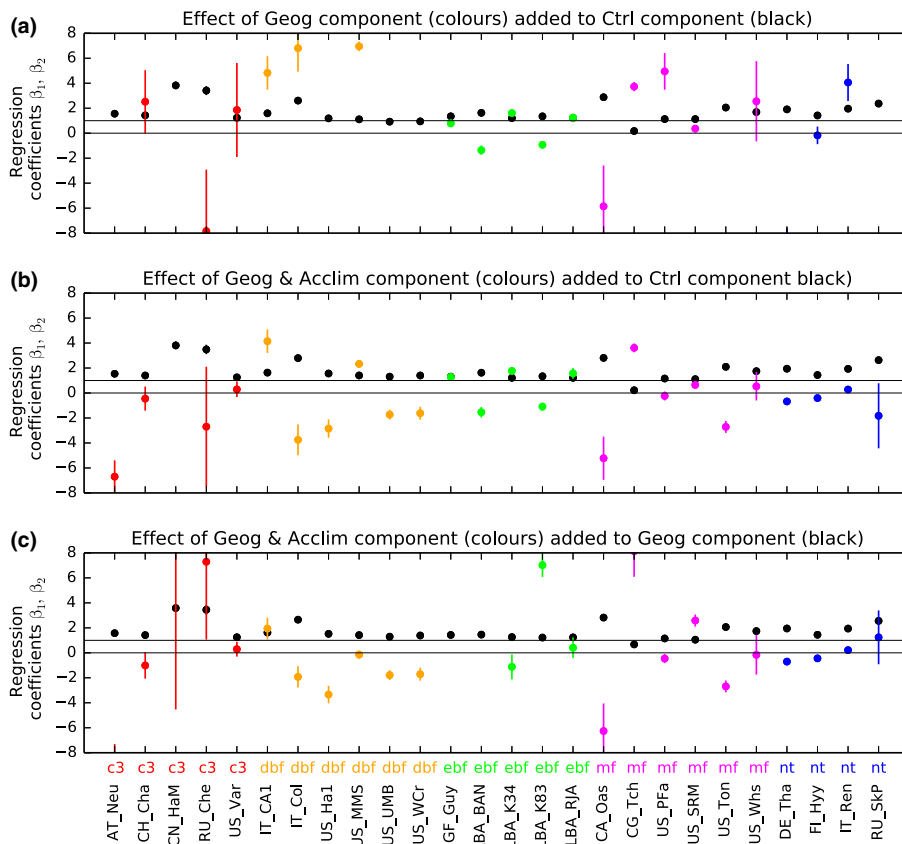 (a) Effect of Geog component (colours) added to Ctrl component (black)
Regression
coefficients β₁, β₂
8
6
4
2
0
−2
−4
−6
−8
(b) Effect of Geog & Acclim component (colours) added to Ctrl component black)
Regression
coefficients β₁, β₂
8
6
4
2
0
−2
−4
−6
−8
(c) Effect of Geog & Acclim component (colours) added to Geog component (black)
Regression
coefficients β₁, β₂
8
6
4
2
0
−2
−4
−6
−8
c3 c3 c3 c3 c3 dbf dbf dbf dbf dbf dbf ebf ebf ebf ebf ebf mf mf mf mf mf mf nt nt nt nt
AT_Neu
CH_Cha
CN_HaM
RU_Che
US_Var
IT_CA1
IT_Col
US_Ha1
US_MMS
US_UMB
US_WCr
GF_Guy
LBA_BAN
LBA_K34
LBA_K83
LBA_RJA
CA_Oas
CG_Tch
US_PFa
US_SRM
US_Ton
US_Whs
DE_Tha
FI_Hyy
IT_Ren
RU_SkP